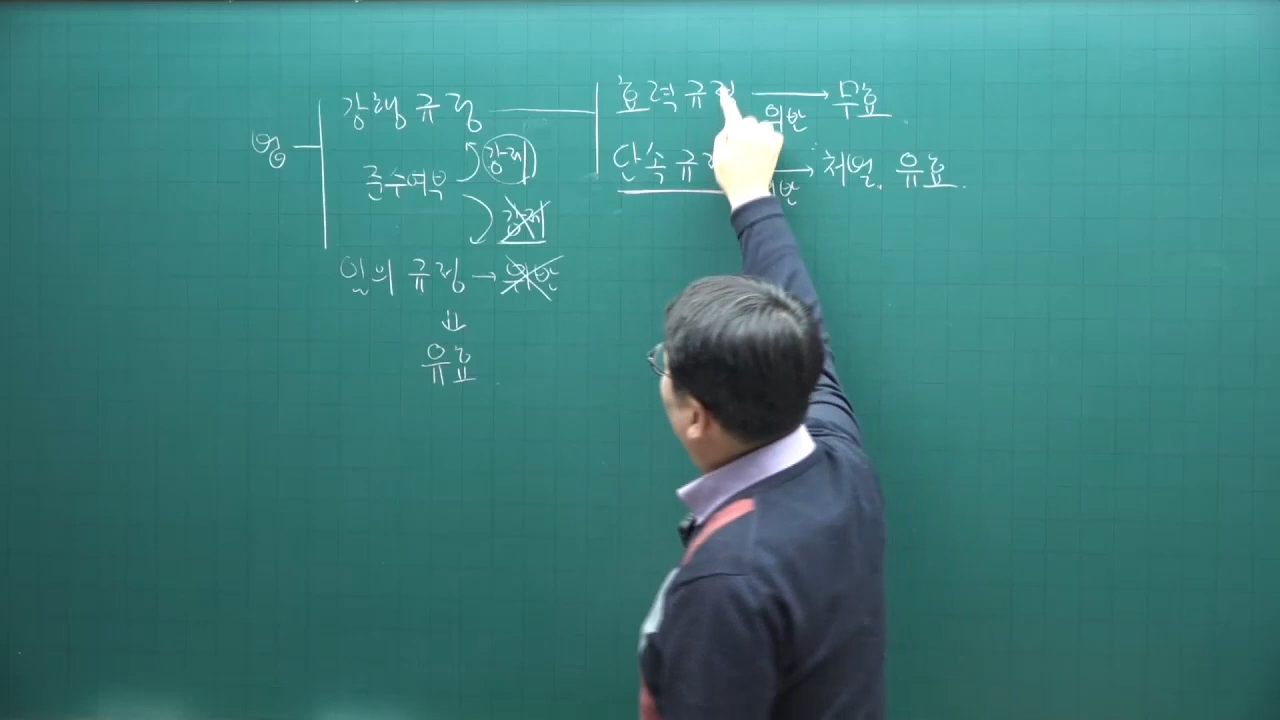 강행규정
효력규정 → 위반 무효
강제
준수여부
단속규 → 반 처벌. 유효.
강제
임의규정 → 위반
⇓
유효